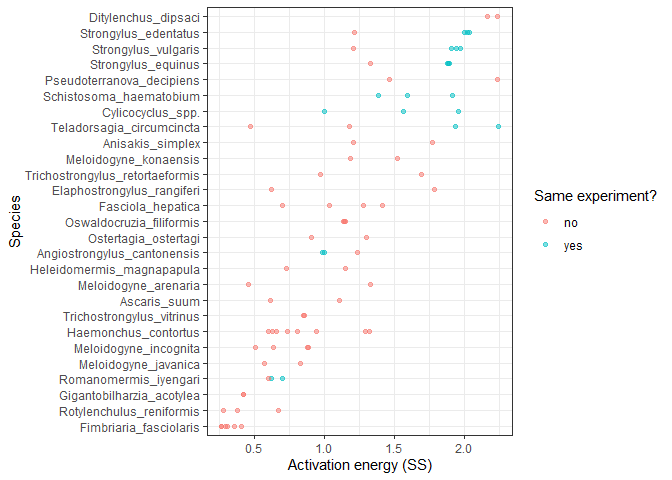 Ditylenchus_dipsaci
Strongylus_edentatus
Strongylus_vulgaris
Strongylus_equinus
Pseudoterranova_decipiens
Schistosoma_haematobium
Cylicocyclus_spp.
Teladorsagia_circumcincta
Anisakis_simplex
Meloidogyne_konaensis
Trichostrongylus_retortaeformis
Elaphostrongylus_rangiferi
Fasciola_hepatica
Oswaldocruzia_filiformis
Ostertagia_ostertagi
Angiostrongylus_cantonensis
Heleidomermis_magnapapula
Meloidogyne_arenaria
Ascaris_suum
Trichostrongylus_vitrinus
Haemonchus_contortus
Meloidogyne_incognita
Meloidogyne_javanica
Romanomermis_iyengari
Gigantobilharzia_acotylea
Rotylenchulus_reniformis
Fimbriaria_fasciolaris
Species
0.5 1.0 1.5 2.0
Activation energy (SS)
Same experiment?
no
yes